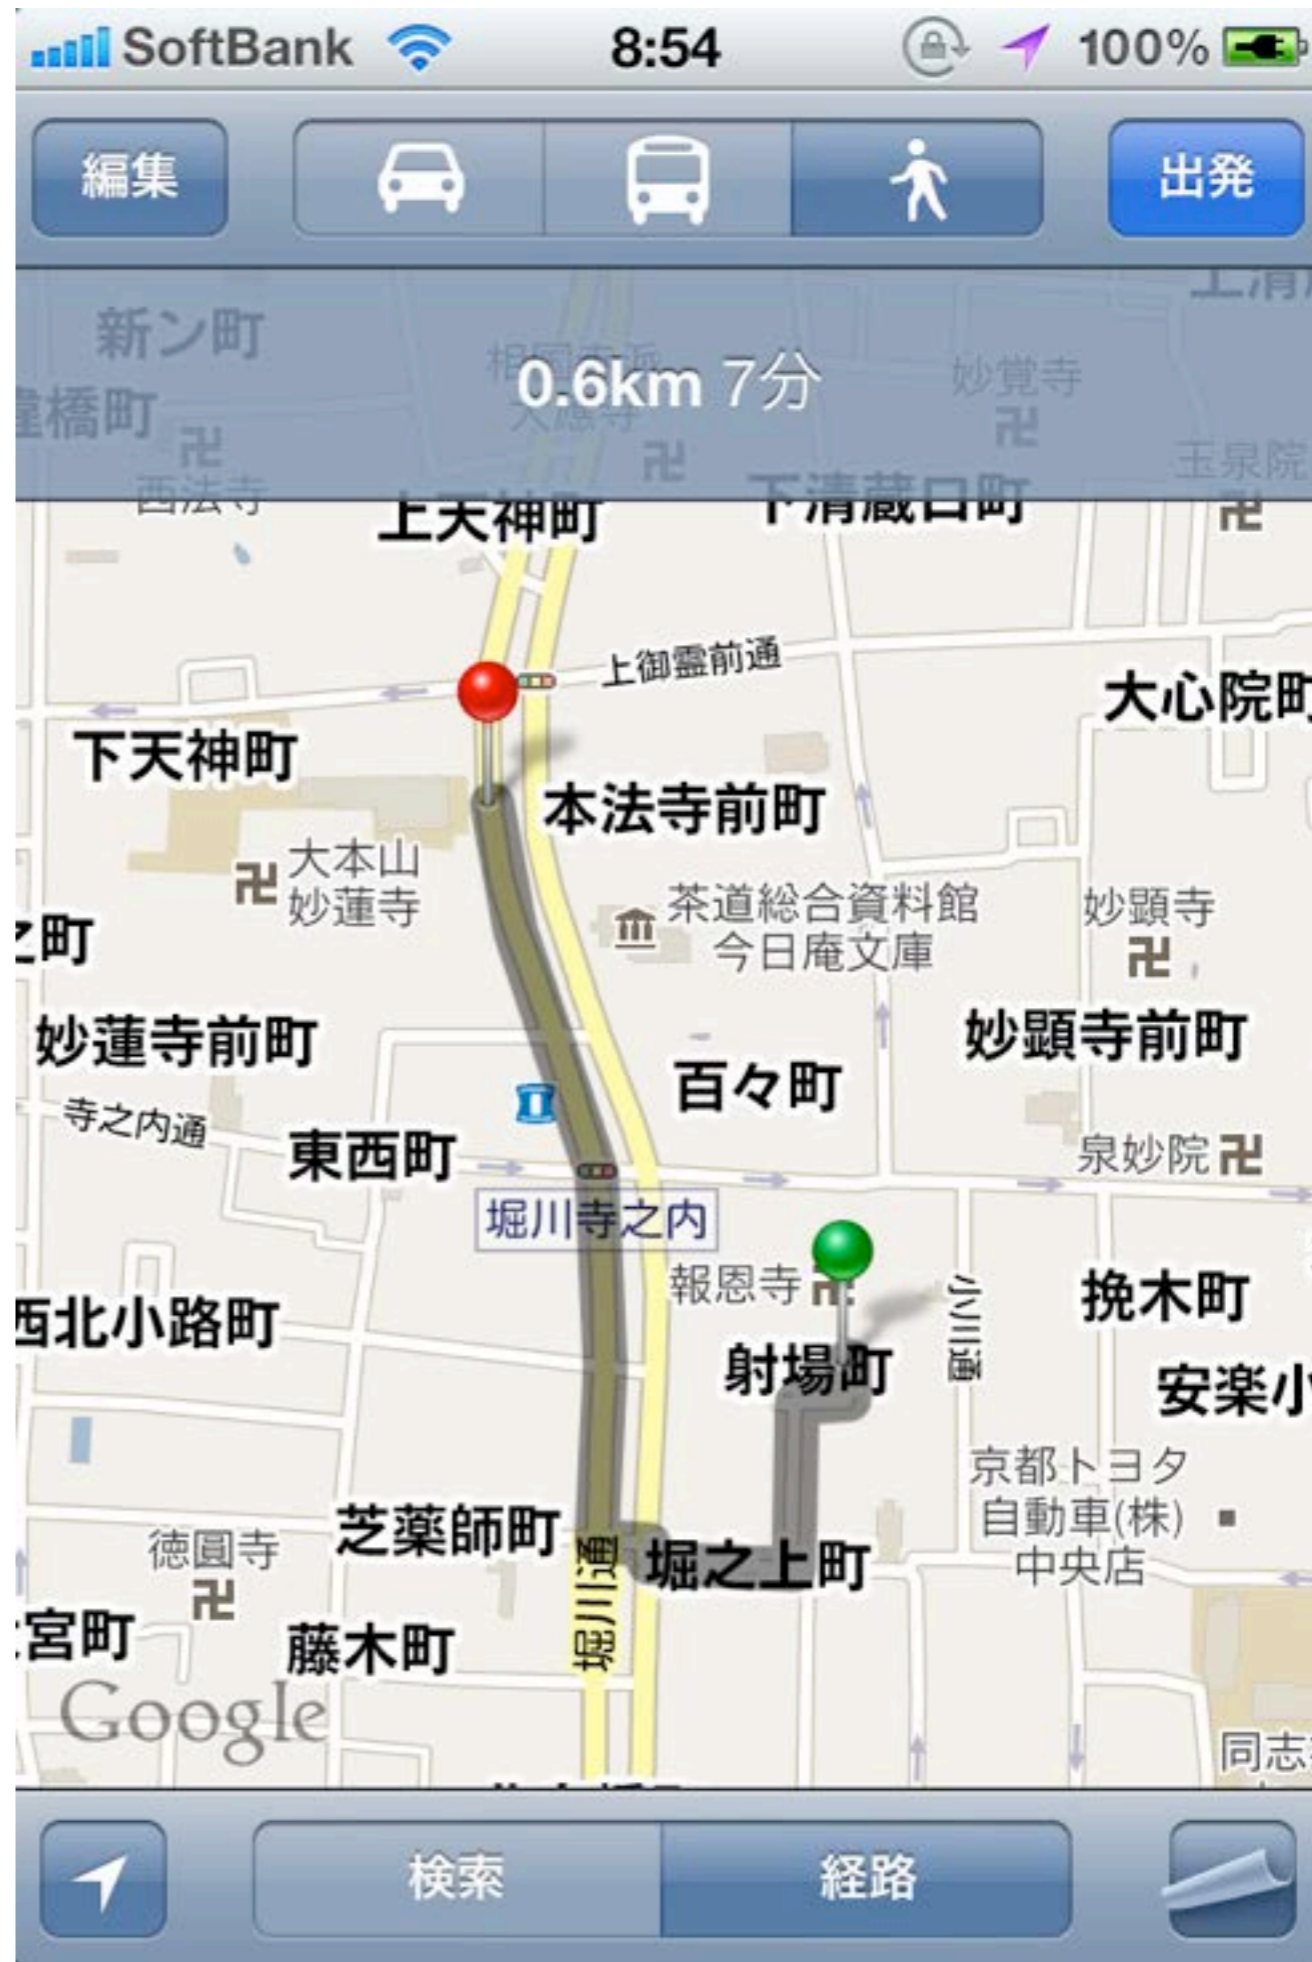 SoftBank 8:54 100%
編集 出発
0.6km 7分
新ン町
橋町
西法寺
妙覚寺
玉泉院
上天神町
下清蔵口町
上御霊前通
大心院町
下天神町
本法寺前町
大本山
妙蓮寺
茶道総合資料館
今日庵文庫
妙顕寺
之町
妙蓮寺前町
百々町
妙顕寺前町
寺之内通
東西町
泉妙院
堀川寺之内
報恩寺
西北小路町
射場町
小川通
挽木町
安楽小
京都トヨタ
自動車(株)
中央店
徳圓寺
芝薬師町
堀川通
堀之上町
宮町
藤木町
Google
同志
検索 経路